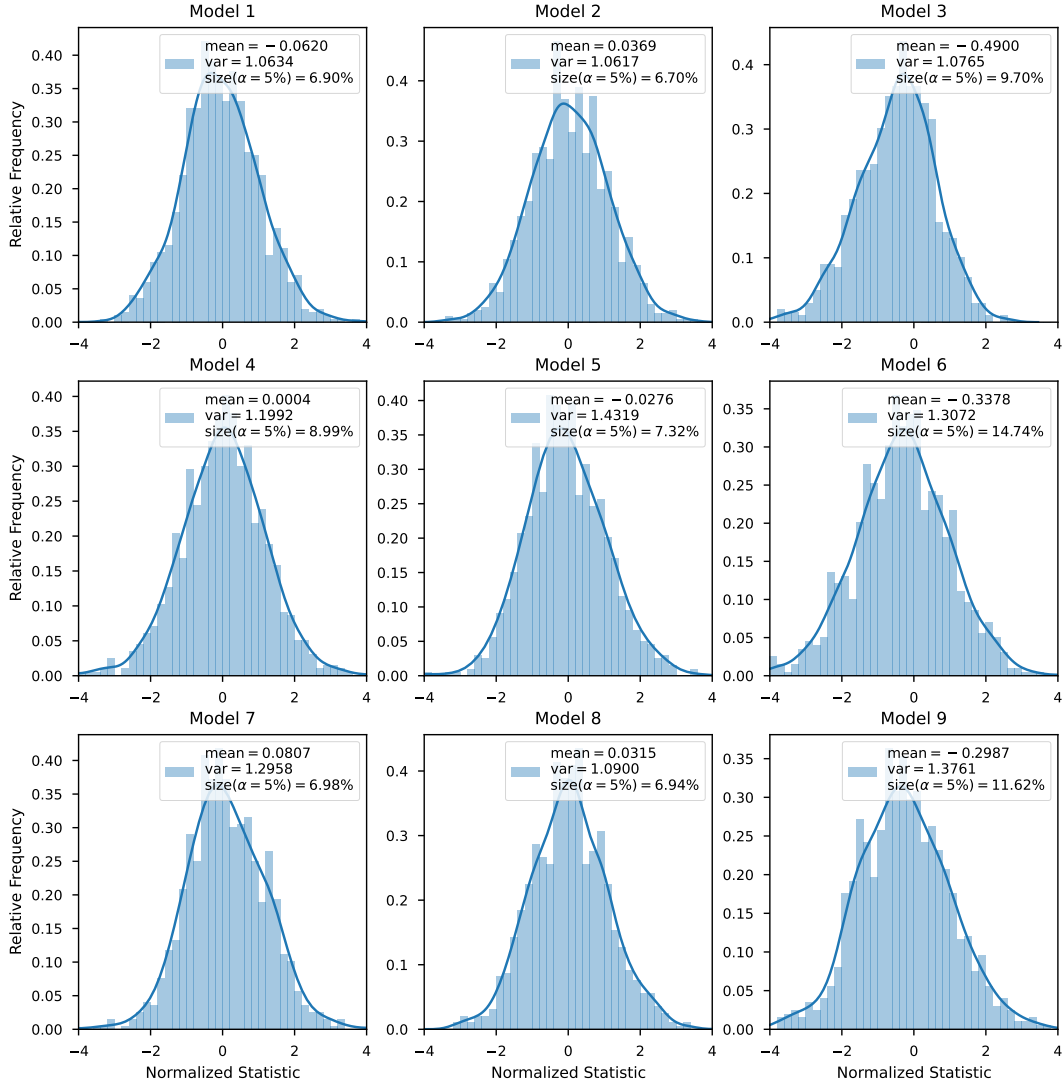 Model 1
Model 2
Model 3
mean = −0.0620
var = 1.0634
size(α = 5%) = 6.90%
mean = 0.0369
var = 1.0617
size(α = 5%) = 6.70%
mean = −0.4900
var = 1.0765
size(α = 5%) = 9.70%
Relative Frequency
0.40
0.35
0.30
0.25
0.20
0.15
0.10
0.05
0.00
−4
−2
0
2
4
0.4
0.3
0.2
0.1
0.0
−4
−2
0
2
4
0.4
0.3
0.2
0.1
0.0
−4
−2
0
2
4
Model 4
Model 5
Model 6
mean = 0.0004
var = 1.1992
size(α = 5%) = 8.99%
mean = −0.0276
var = 1.4319
size(α = 5%) = 7.32%
mean = −0.3378
var = 1.3072
size(α = 5%) = 14.74%
Relative Frequency
0.40
0.35
0.30
0.25
0.20
0.15
0.10
0.05
0.00
−4
−2
0
2
4
0.40
0.35
0.30
0.25
0.20
0.15
0.10
0.05
0.00
−4
−2
0
2
4
0.35
0.30
0.25
0.20
0.15
0.10
0.05
0.00
−4
−2
0
2
4
Model 7
Model 8
Model 9
mean = 0.0807
var = 1.2958
size(α = 5%) = 6.98%
mean = 0.0315
var = 1.0900
size(α = 5%) = 6.94%
mean = −0.2987
var = 1.3761
size(α = 5%) = 11.62%
Relative Frequency
0.40
0.35
0.30
0.25
0.20
0.15
0.10
0.05
0.00
−4
−2
0
2
4
Normalized Statistic
0.4
0.3
0.2
0.1
0.0
−4
−2
0
2
4
Normalized Statistic
0.35
0.30
0.25
0.20
0.15
0.10
0.05
0.00
−4
−2
0
2
4
Normalized Statistic